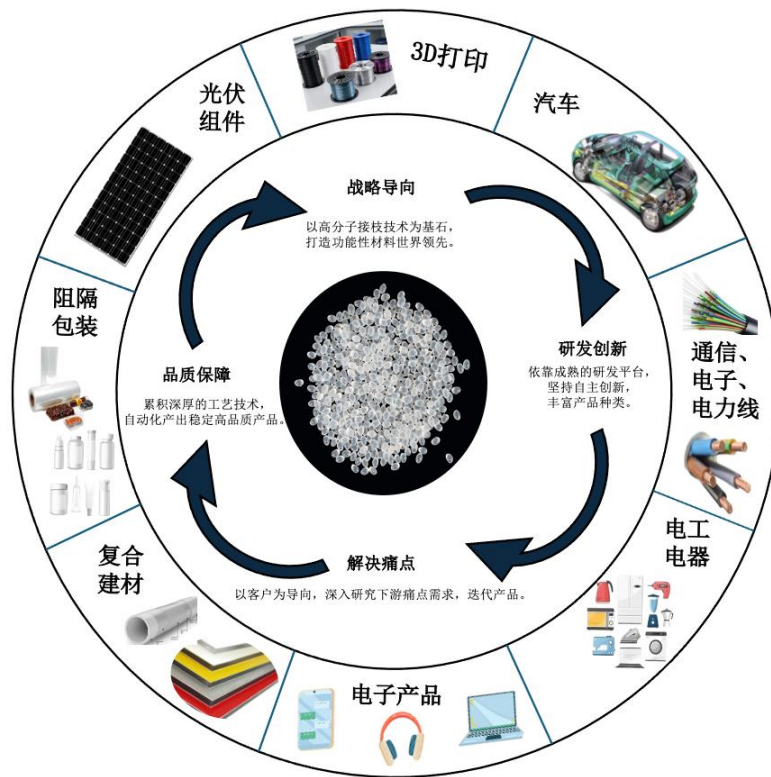 3D打印
汽车
通信、
电子、
电力线
电工
电器
电子产品
复合
建材
阻隔
包装
光伏
组件
战略导向
以高分子接枝技术为基石，
打造功能性材料世界领先。
研发创新
依靠成熟的研发平台，
坚持自主创新，
丰富产品种类。
解决痛点
以客户为导向，深入研究下游痛点需求，迭代产品。
品质保障
累积深厚的工艺技术，
自动化产出稳定高品质产品。